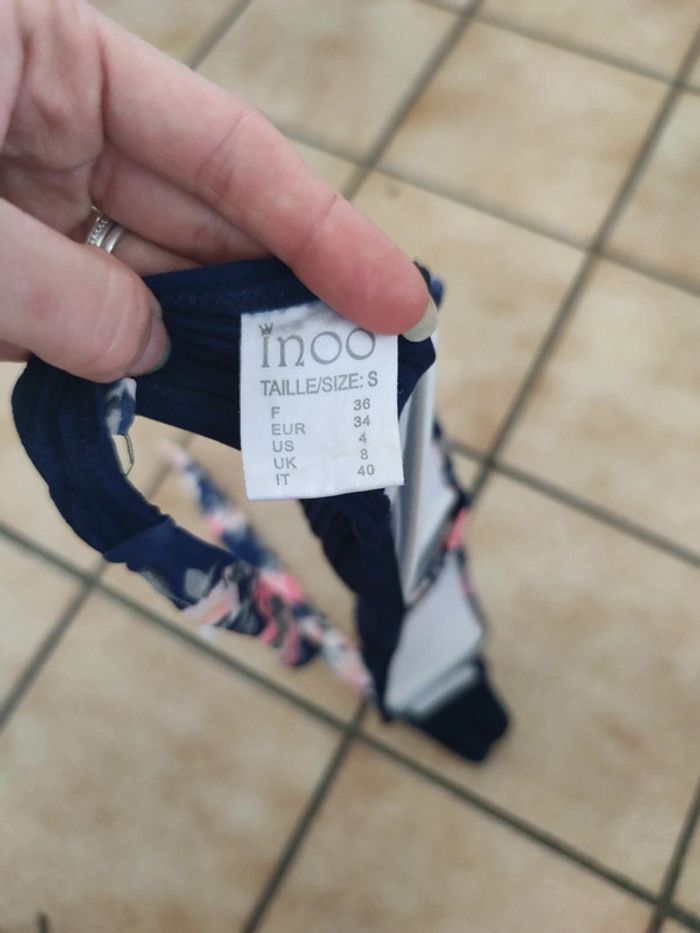 inoo
TAILLE/SIZE: S
F 36
EUR 34
US 4
UK 8
IT 40